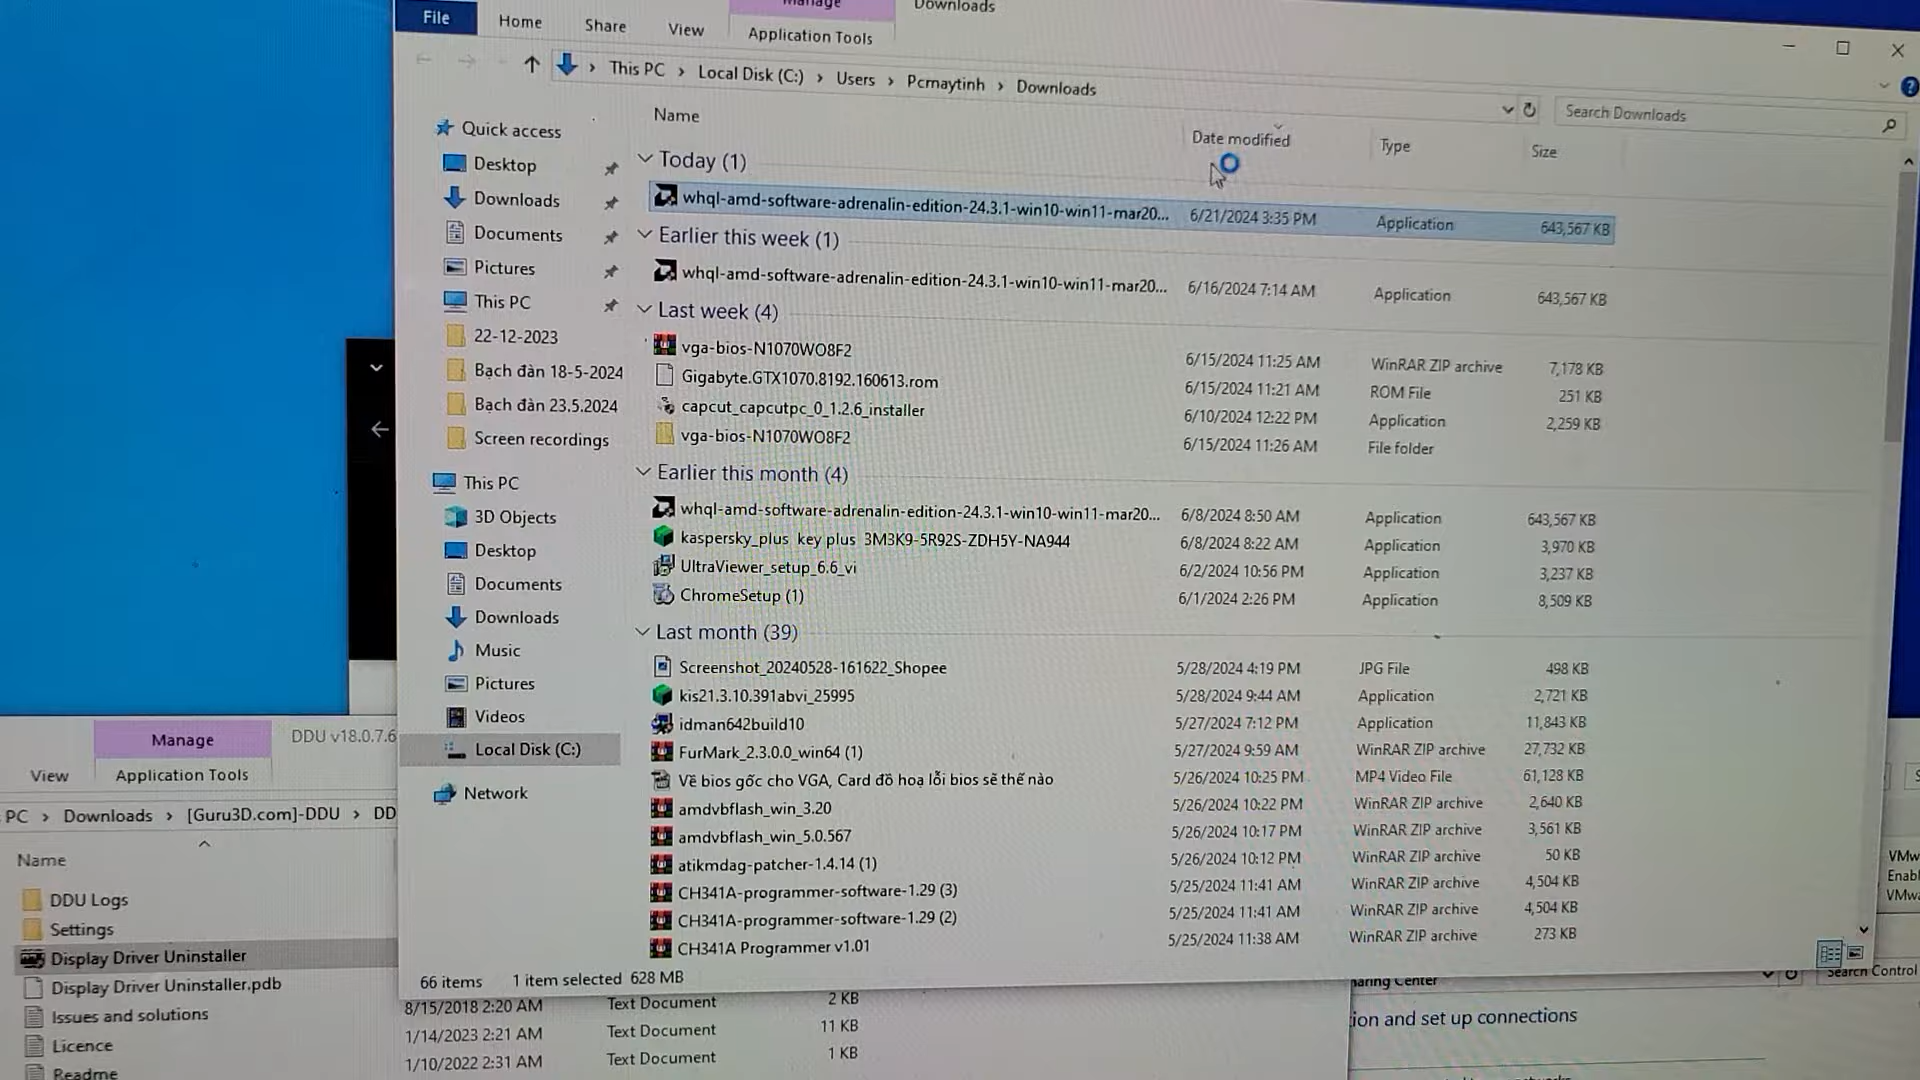 Manage
Downloads
File
Home
Share
View
Application Tools
This PC
Local Disk (C:)
Users
Pcmaytinh
Downloads
Search Downloads
Name
Date modified
Type
Size
Quick access
Desktop
Downloads
Documents
Pictures
This PC
22-12-2023
Bạch đàn 18-5-2024
Bạch đàn 23.5.2024
Screen recordings
This PC
3D Objects
Desktop
Documents
Downloads
Music
Pictures
Videos
Local Disk (C:)
Network
Today (1)
whql-amd-software-adrenalin-edition-24.3.1-win10-win11-mar20... 6/21/2024 3:35 PM Application 643,567 KB
Earlier this week (1)
whql-amd-software-adrenalin-edition-24.3.1-win10-win11-mar20... 6/16/2024 7:14 AM Application 643,567 KB
Last week (4)
vga-bios-N1070WO8F2 6/15/2024 11:25 AM WinRAR ZIP archive 7,178 KB
Gigabyte.GTX1070.8192.160613.rom 6/15/2024 11:21 AM ROM File 251 KB
capcut_capcutpc_0_1.2.6_installer 6/10/2024 12:22 PM Application 2,259 KB
vga-bios-N1070WO8F2 6/15/2024 11:26 AM File folder
Earlier this month (4)
whql-amd-software-adrenalin-edition-24.3.1-win10-win11-mar20... 6/8/2024 8:50 AM Application 643,567 KB
kaspersky_plus key plus 3M3K9-5R92S-ZDH5Y-NA944 6/8/2024 8:22 AM Application 3,970 KB
UltraViewer_setup_6.6_vi 6/2/2024 10:56 PM Application 3,237 KB
ChromeSetup (1) 6/1/2024 2:26 PM Application 8,509 KB
Last month (39)
Screenshot_20240528-161622_Shopee 5/28/2024 4:19 PM JPG File 498 KB
kis21.3.10.391abvi_25995 5/28/2024 9:44 AM Application 2,721 KB
idman642build10 5/27/2024 7:12 PM Application 11,843 KB
FurMark_2.3.0.0_win64 (1) 5/27/2024 9:59 AM WinRAR ZIP archive 27,732 KB
Về bios gốc cho VGA, Card đồ hoạ lỗi bios sẽ thế nào 5/26/2024 10:25 PM MP4 Video File 61,128 KB
amdvbflash_win_3.20 5/26/2024 10:22 PM WinRAR ZIP archive 2,640 KB
amdvbflash_win_5.0.567 5/26/2024 10:17 PM WinRAR ZIP archive 3,561 KB
atikmdag-patcher-1.4.14 (1) 5/26/2024 10:12 PM WinRAR ZIP archive 50 KB
CH341A-programmer-software-1.29 (3) 5/25/2024 11:41 AM WinRAR ZIP archive 4,504 KB
CH341A-programmer-software-1.29 (2) 5/25/2024 11:41 AM WinRAR ZIP archive 4,504 KB
CH341A Programmer v1.01 5/25/2024 11:38 AM WinRAR ZIP archive 273 KB
66 items 1 item selected 628 MB
Manage
DDU v18.0.7.6
View
Application Tools
PC
Downloads
[Guru3D.com]-DDU
DD
Name
DDU Logs
Settings
Display Driver Uninstaller
Display Driver Uninstaller.pdb
Issues and solutions
Licence
Readme
8/15/2018 2:20 AM Text Document 2 KB
1/14/2023 2:21 AM Text Document 11 KB
1/10/2022 2:31 AM Text Document 1 KB
VMw
Enabl
VMwa
haring Center
Search Control
ion and set up connections